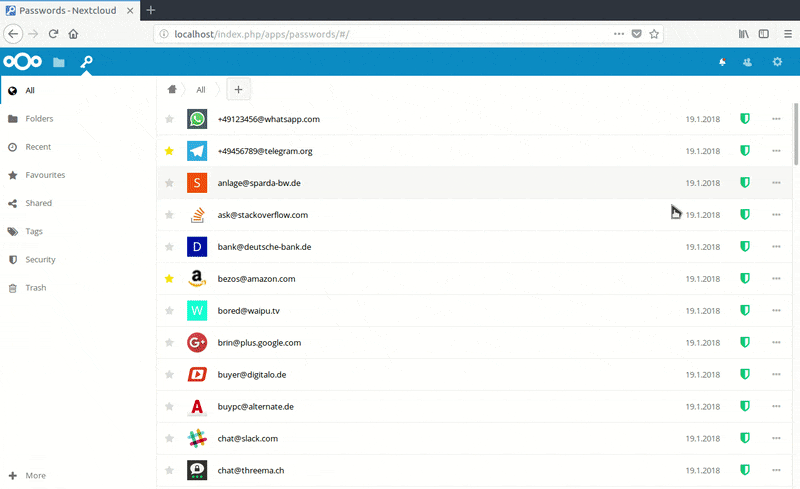 Passwords - Nextcloud
localhost/index.php/apps/passwords/#/
All
Folders
Recent
Favourites
Shared
Tags
Security
Trash
More
All
+49123456@whatsapp.com 19.1.2018
+49456789@telegram.org 19.1.2018
S anlage@sparda-bw.de 19.1.2018
ask@stackoverflow.com 19.1.2018
D bank@deutsche-bank.de 19.1.2018
a bezos@amazon.com 19.1.2018
W bored@waipu.tv 19.1.2018
G+ brin@plus.google.com 19.1.2018
buyer@digitalo.de 19.1.2018
A buypc@alternate.de 19.1.2018
chat@slack.com 19.1.2018
chat@threema.ch 19.1.2018